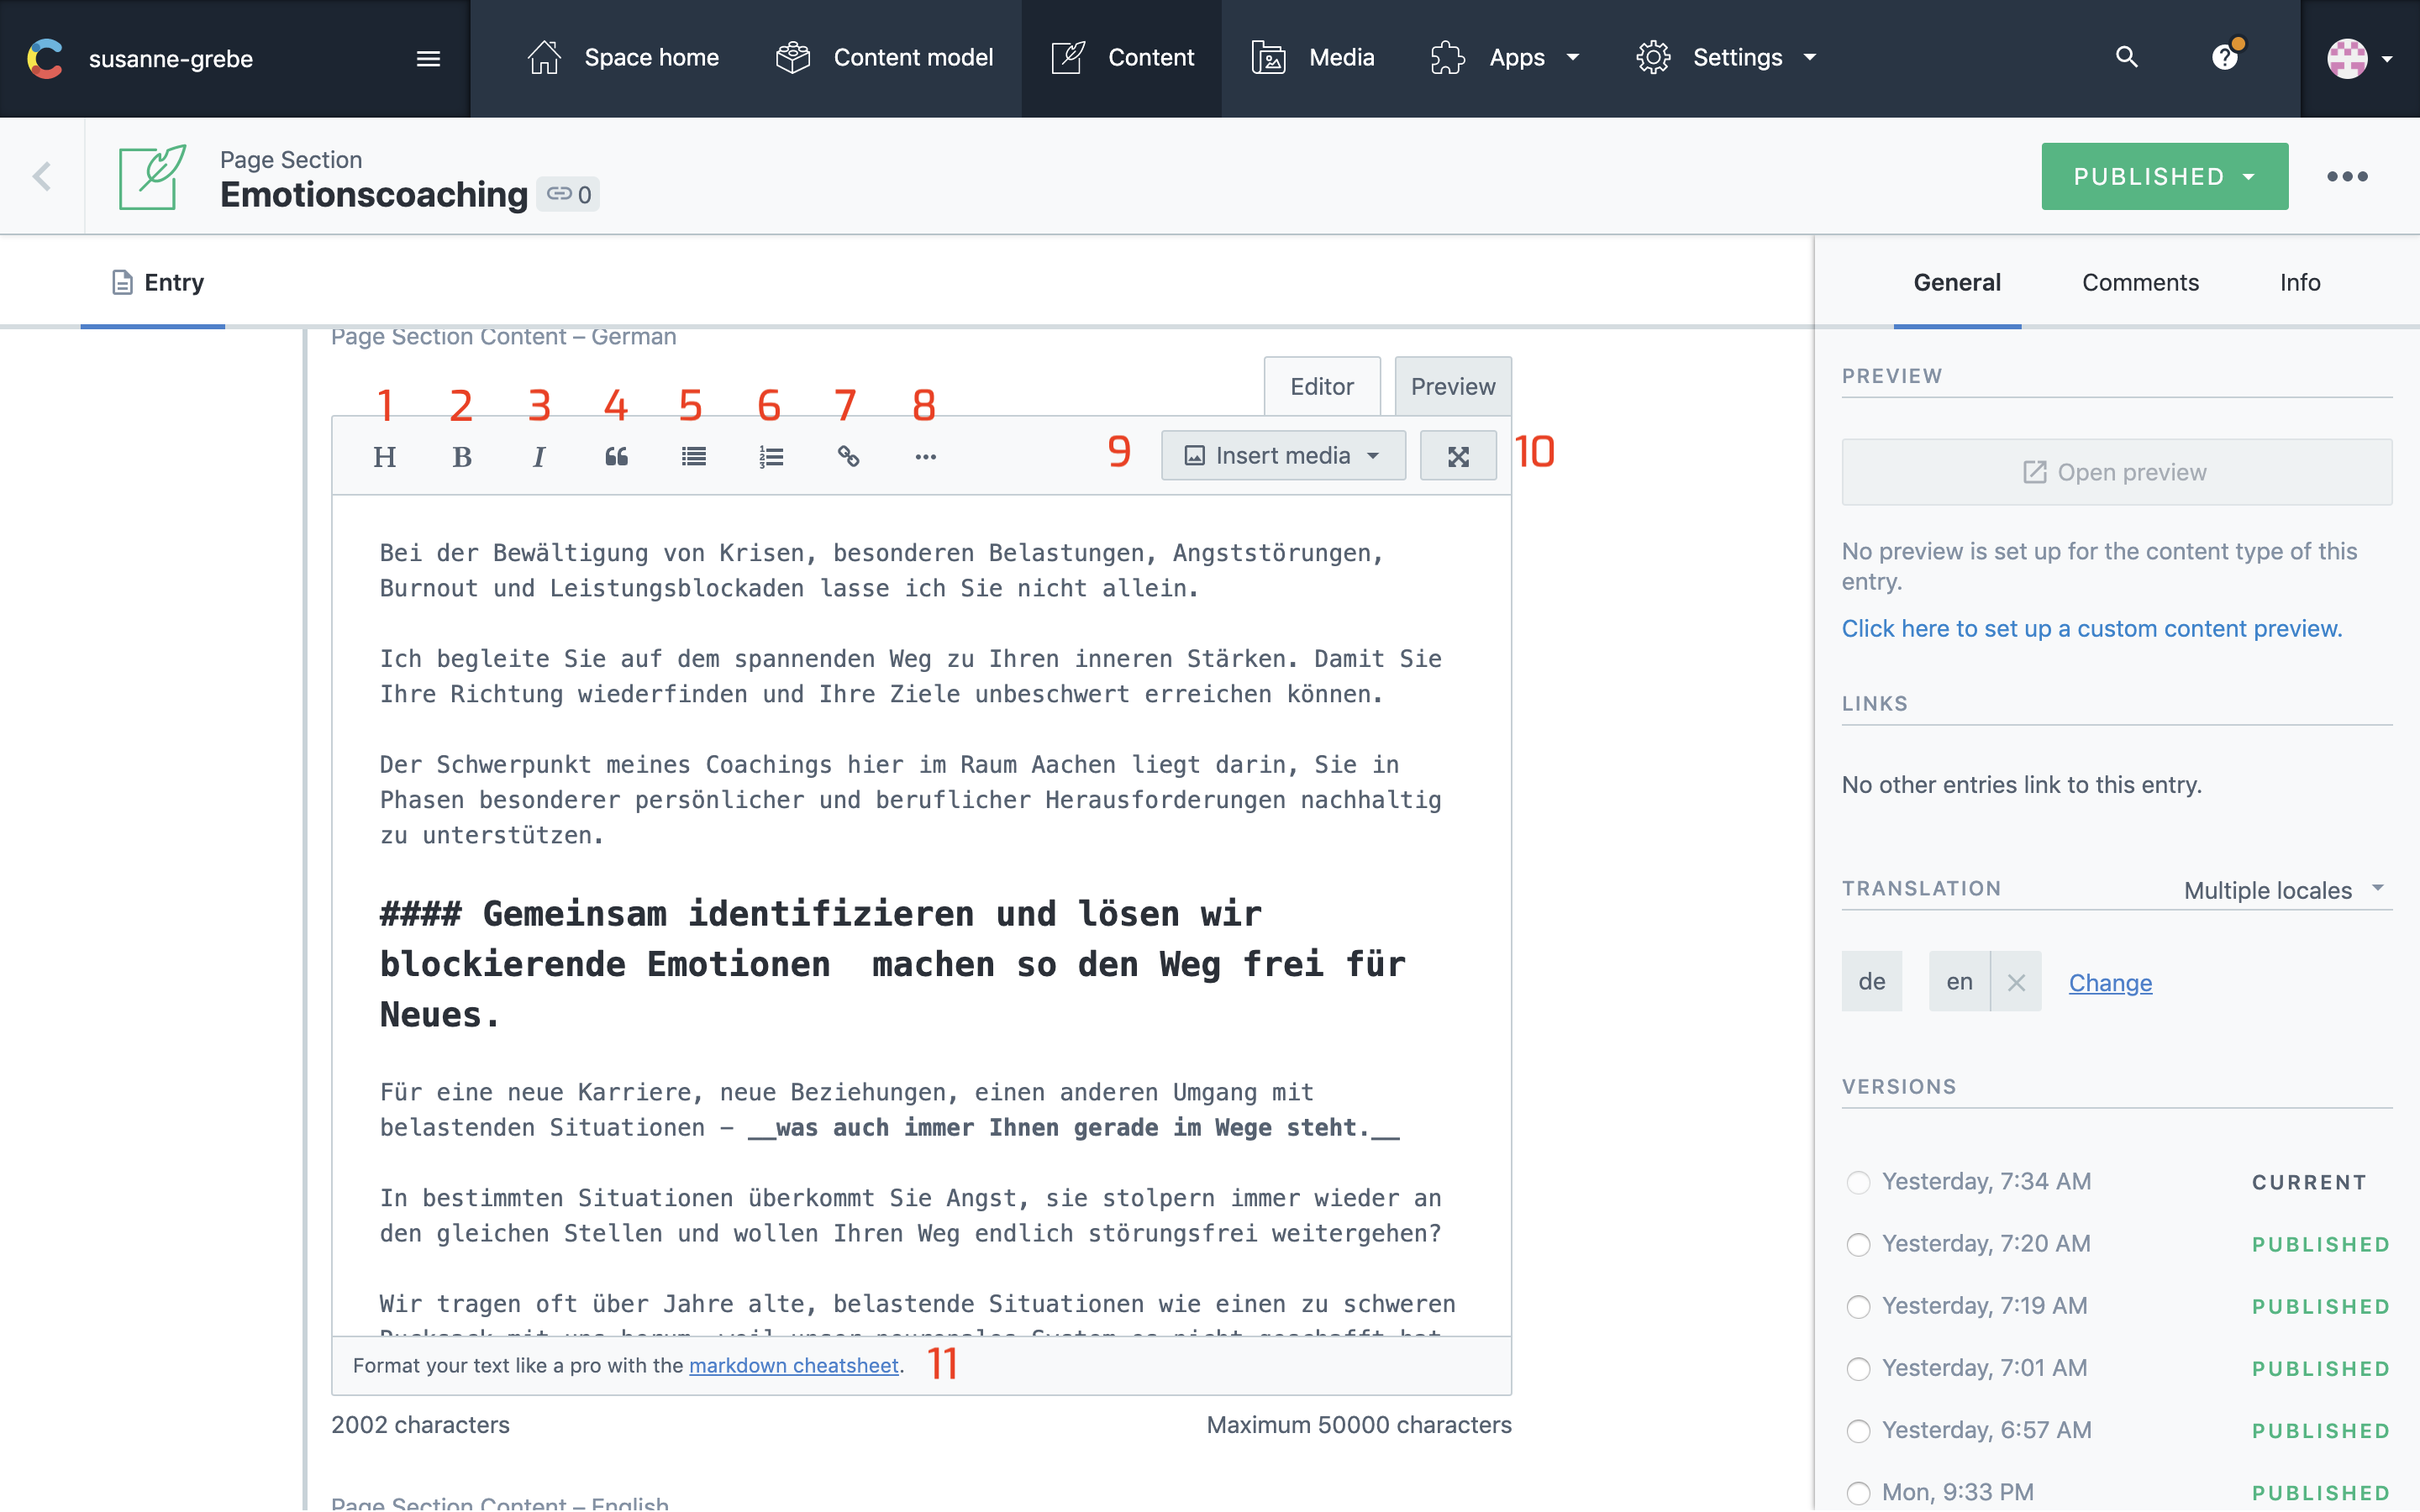 susanne-grebe
Space home
Content model
Content
Media
Apps
Settings
Page Section
Emotionscoaching
0
PUBLISHED
Entry
General
Comments
Info
Page Section Content – German
Editor
Preview
1 2 3 4 5 6 7 8
H B I
9
Insert media
10
Bei der Bewältigung von Krisen, besonderen Belastungen, Angststörungen,
Burnout und Leistungsblockaden lasse ich Sie nicht allein.
Ich begleite Sie auf dem spannenden Weg zu Ihren inneren Stärken. Damit Sie
Ihre Richtung wiederfinden und Ihre Ziele unbeschwert erreichen können.
Der Schwerpunkt meines Coachings hier im Raum Aachen liegt darin, Sie in
Phasen besonderer persönlicher und beruflicher Herausforderungen nachhaltig
zu unterstützen.
#### Gemeinsam identifizieren und lösen wir
blockierende Emotionen  machen so den Weg frei für
Neues.
Für eine neue Karriere, neue Beziehungen, einen anderen Umgang mit
belastenden Situationen – __was auch immer Ihnen gerade im Wege steht.__
In bestimmten Situationen überkommt Sie Angst, sie stolpern immer wieder an
den gleichen Stellen und wollen Ihren Weg endlich störungsfrei weitergehen?
Wir tragen oft über Jahre alte, belastende Situationen wie einen zu schweren
Rucksack mit uns herum, weil unser neuronales System es nicht geschafft hat
Format your text like a pro with the markdown cheatsheet.
11
2002 characters
Maximum 50000 characters
Page Section Content – English
PREVIEW
Open preview
No preview is set up for the content type of this
entry.
Click here to set up a custom content preview.
LINKS
No other entries link to this entry.
TRANSLATION
Multiple locales
de
en
Change
VERSIONS
Yesterday, 7:34 AM CURRENT
Yesterday, 7:20 AM PUBLISHED
Yesterday, 7:19 AM PUBLISHED
Yesterday, 7:01 AM PUBLISHED
Yesterday, 6:57 AM PUBLISHED
Mon, 9:33 PM PUBLISHED